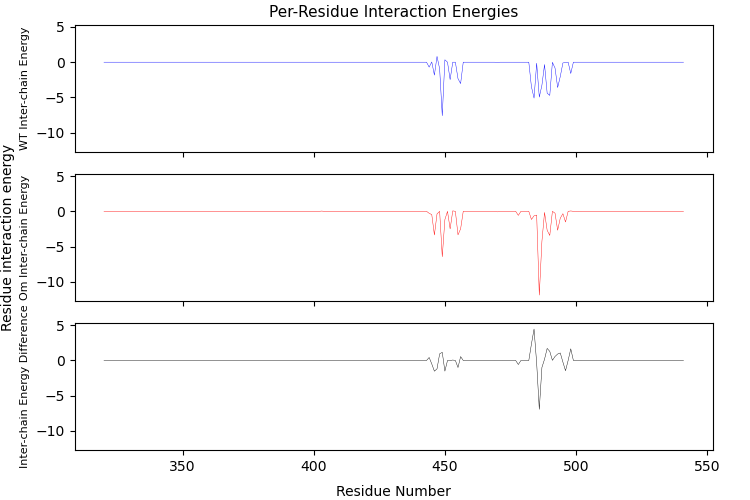 Per-Residue Interaction Energies
WT Inter-chain Energy
5
0
−5
−10
Residue interaction energy
Om Inter-chain Energy
5
0
−5
−10
Inter-chain Energy Difference
5
0
−5
−10
350
400
450
500
550
Residue Number